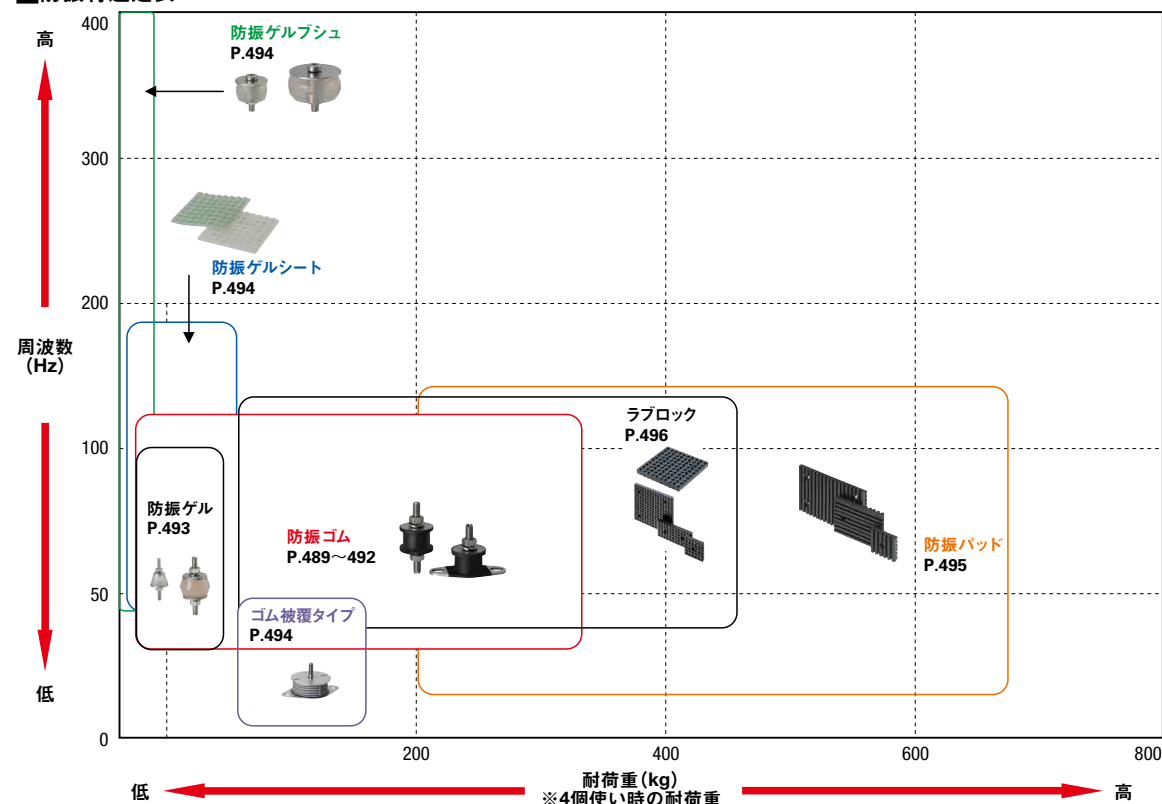 400
高
防振ゲルブシュ
P.494
300
防振ゲルシート
P.494
200
周波数
(Hz)
ラブロック
P.496
100
防振ゲル
P.493
防振ゴム
P.489～492
防振パッド
P.495
50
ゴム被覆タイプ
P.494
低
0
200
400
600
800
低
耐荷重(kg)
※4個使い時の耐荷重
高